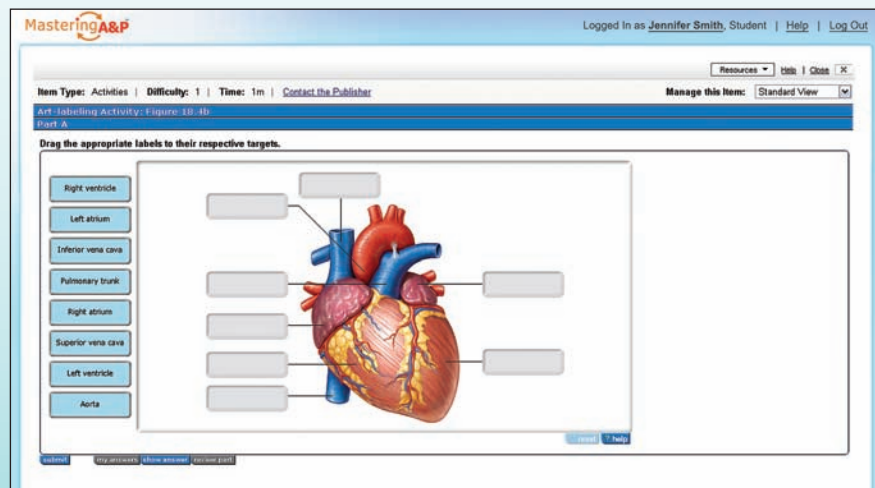 MasteringA&P
Logged In as Jennifer Smith, Student | Help | Log Out
Resources Help | Close X
Item Type: Activities | Difficulty: 1 | Time: 1m | Contact the Publisher
Manage this Item: Standard View
Art-labeling Activity: Figure 18.4b
Part A
Drag the appropriate labels to their respective targets.
Right ventricle
Left atrium
Inferior vena cava
Pulmonary trunk
Right atrium
Superior vena cava
Left ventricle
Aorta
reset ? help
submit my answers show answer review part